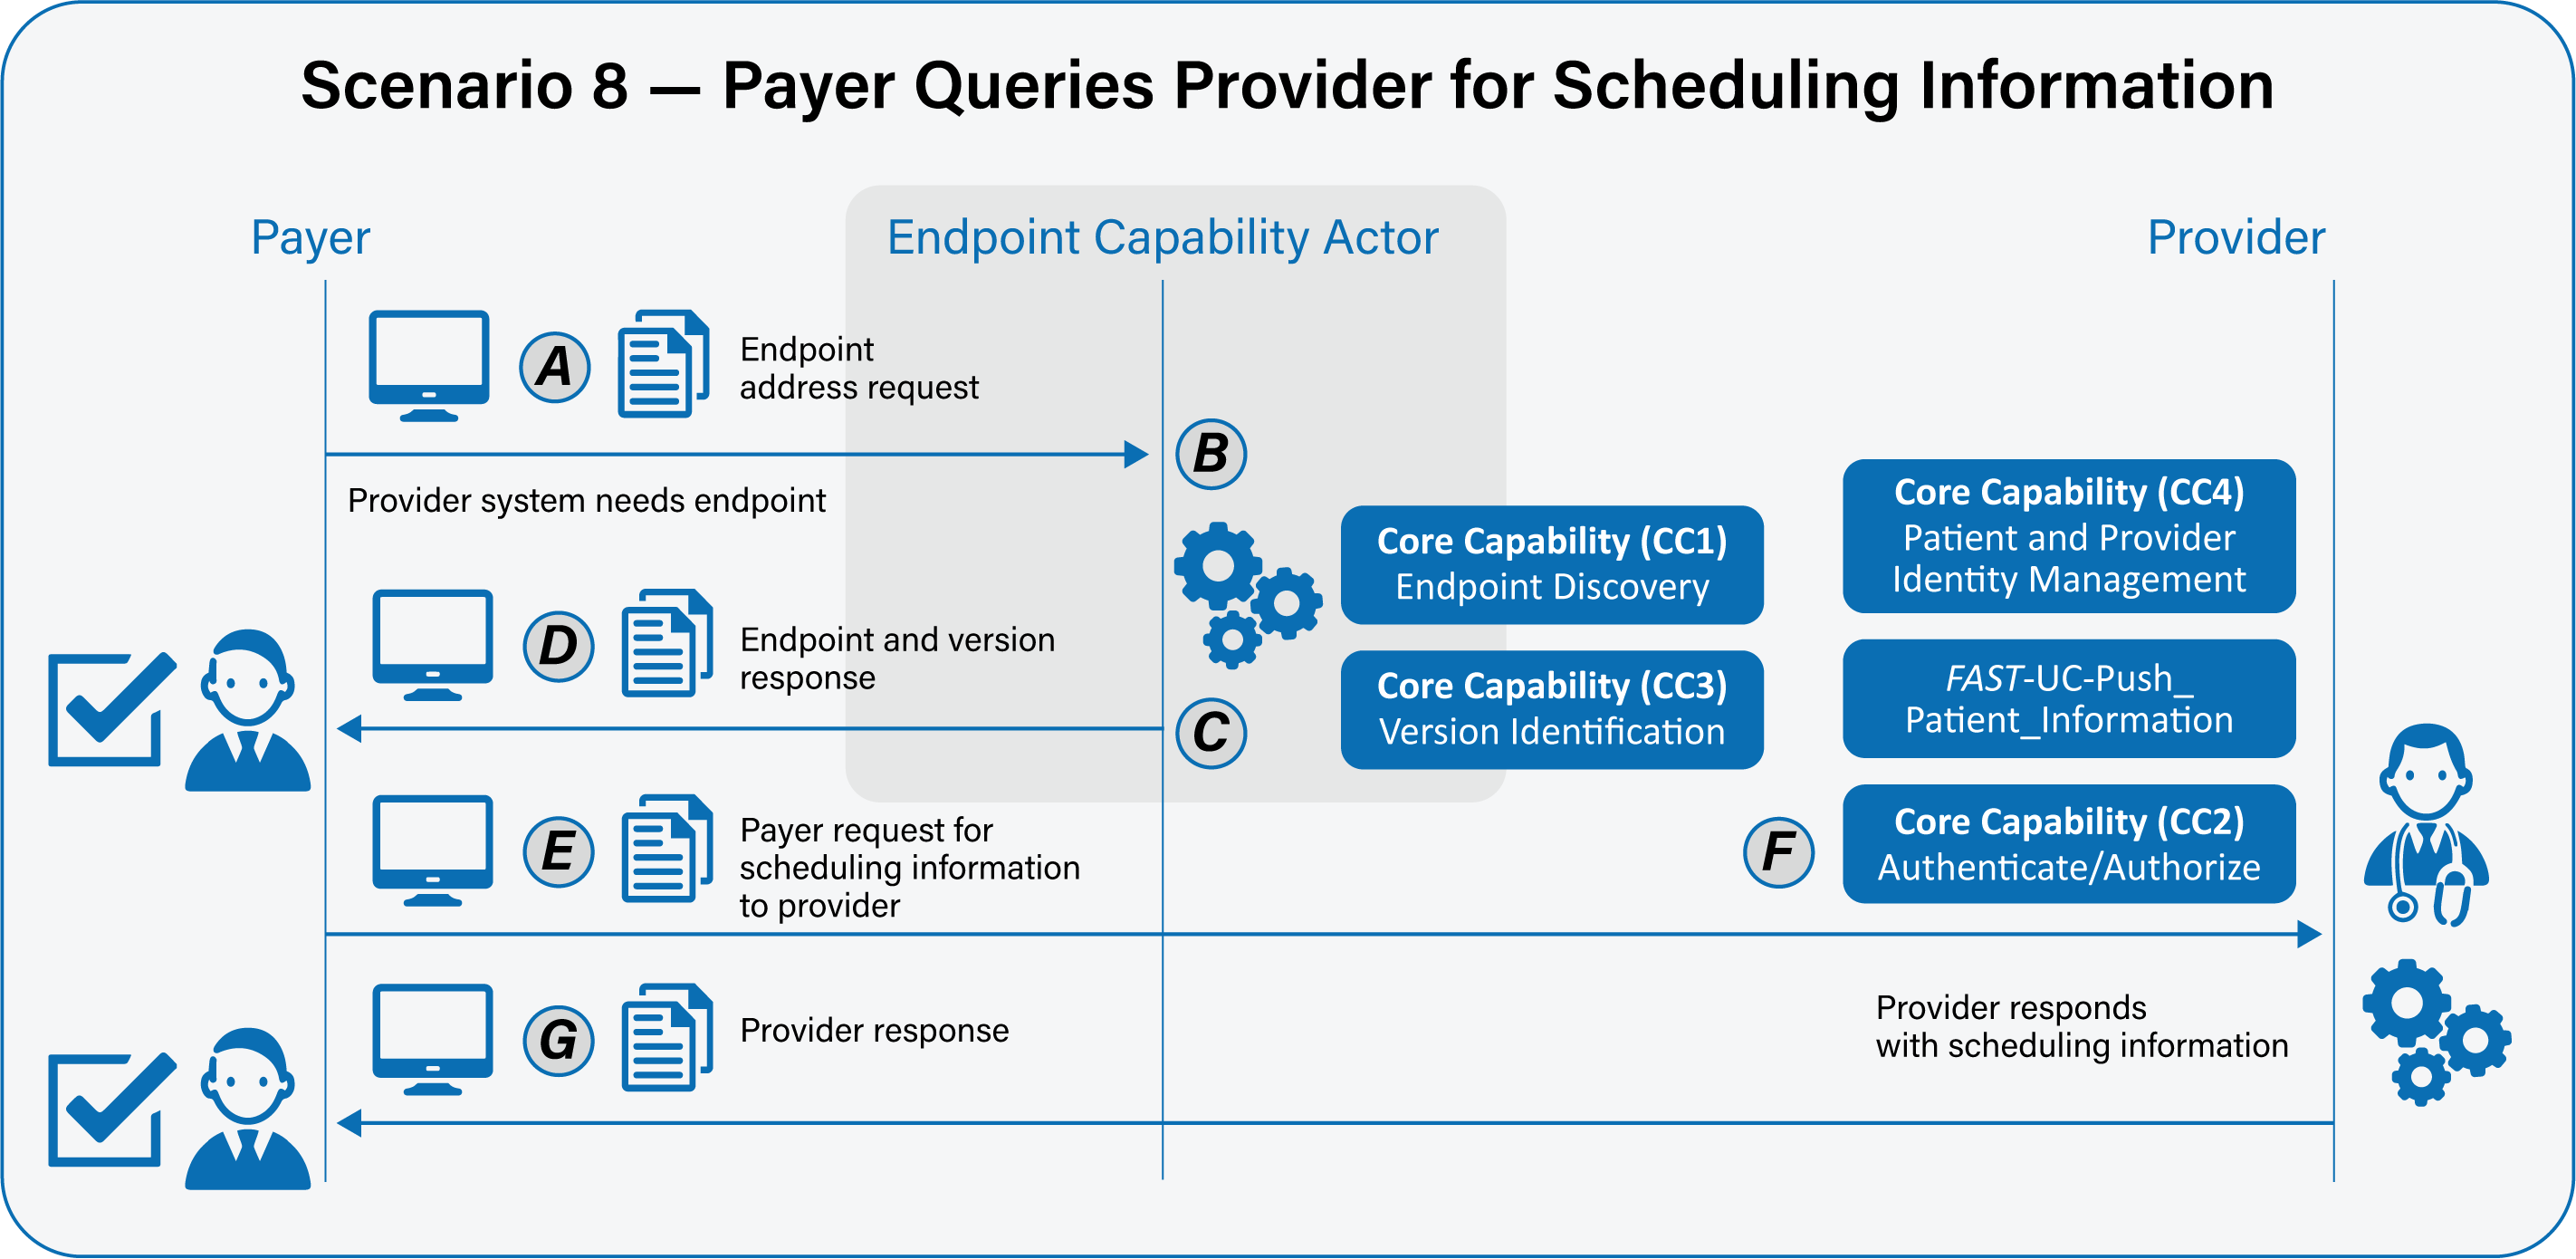 Scenario 8 — Payer Queries Provider for Scheduling Information
Payer
Endpoint Capability Actor
Provider
A
Endpoint
address request
B
Provider system needs endpoint
Core Capability (CC1)
Endpoint Discovery
Core Capability (CC4)
Patient and Provider
Identity Management
D
Endpoint and version
response
C
Core Capability (CC3)
Version Identification
FAST-UC-Push_
Patient_Information
E
Payer request for
scheduling information
to provider
F
Core Capability (CC2)
Authenticate/Authorize
G
Provider response
Provider responds
with scheduling information